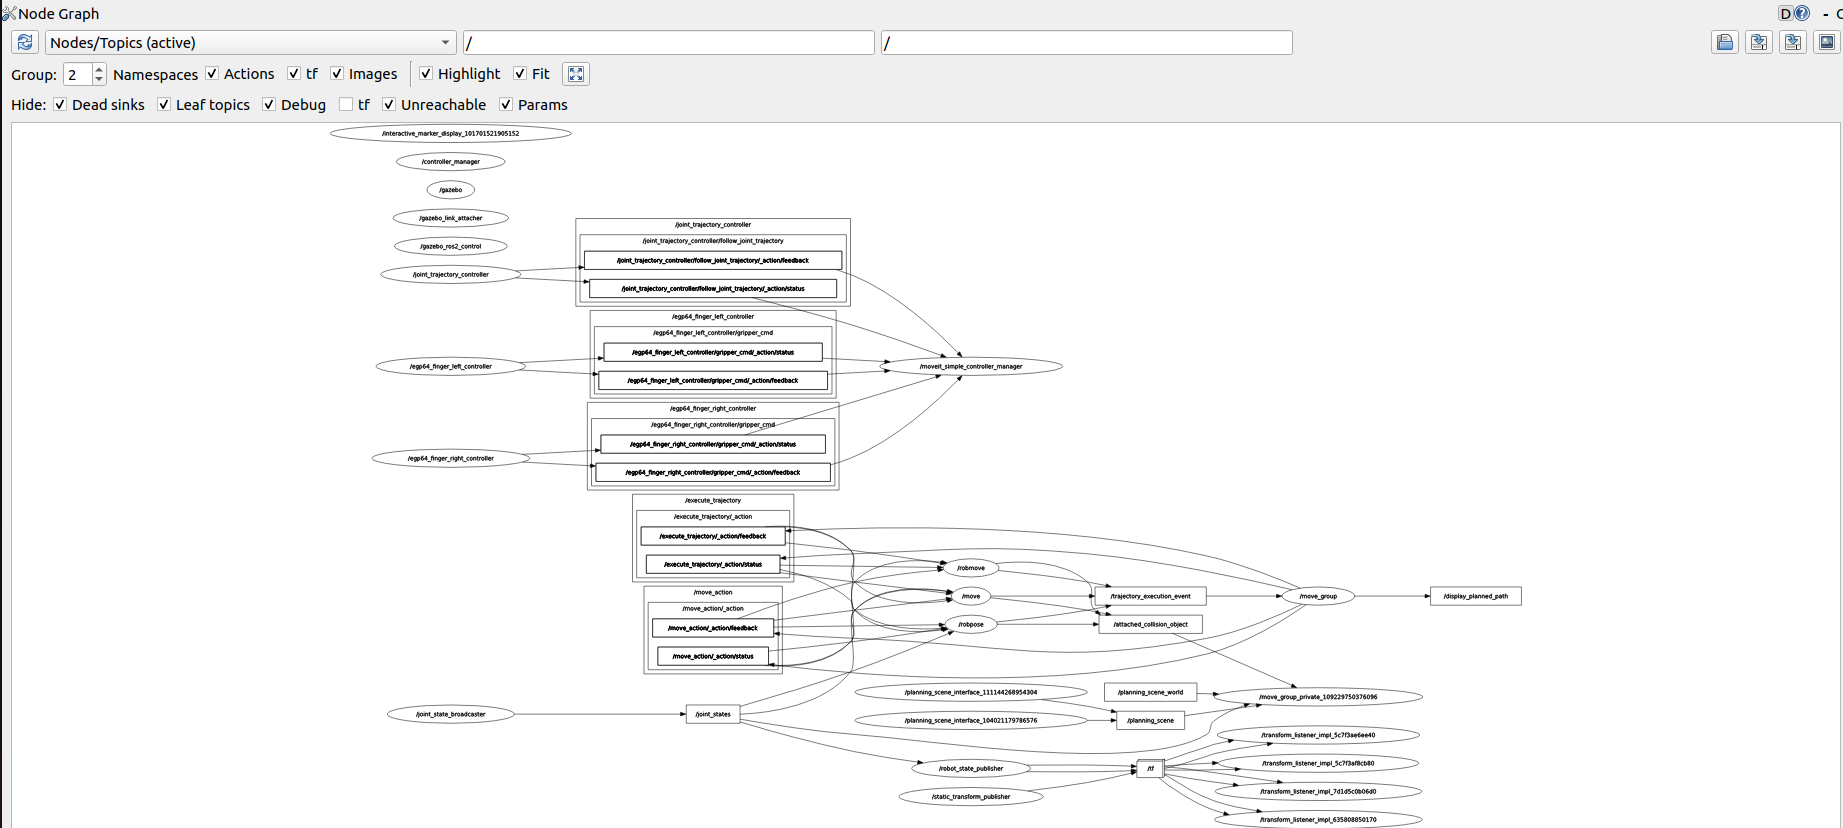 Node Graph
D ? - C
Nodes/Topics (active) / /
Group: 2 Namespaces Actions tf Images Highlight Fit
Hide: Dead sinks Leaf topics Debug tf Unreachable Params
/interactive_marker_display_101701521905152
/controller_manager
/gazebo
/gazebo_link_attacher
/gazebo_ros2_control
/joint_trajectory_controller
/joint_trajectory_controller
/joint_trajectory_controller/follow_joint_trajectory
/joint_trajectory_controller/follow_joint_trajectory/_action/feedback
/joint_trajectory_controller/follow_joint_trajectory/_action/status
/egp64_finger_left_controller
/egp64_finger_left_controller/gripper_cmd
/egp64_finger_left_controller/gripper_cmd/_action/status
/egp64_finger_left_controller
/moveit_simple_controller_manager
/egp64_finger_left_controller/gripper_cmd/_action/feedback
/egp64_finger_right_controller
/egp64_finger_right_controller/gripper_cmd
/egp64_finger_right_controller/gripper_cmd/_action/status
/egp64_finger_right_controller
/egp64_finger_right_controller/gripper_cmd/_action/feedback
/execute_trajectory
/execute_trajectory/_action
/execute_trajectory/_action/feedback
/execute_trajectory/_action/status
/robmove
/move_action
/move
/trajectory_execution_event
/move_group
/display_planned_path
/move_action/_action
/move_action/_action/feedback
/robpose
/attached_collision_object
/move_action/_action/status
/planning_scene_interface_111144268954304
/planning_scene_world
/move_group_private_109229750376096
/joint_state_broadcaster
/joint_states
/planning_scene_interface_104021179786576
/planning_scene
/transform_listener_impl_5c7f3ae6ee40
/robot_state_publisher
/tf
/transform_listener_impl_5c7f3af8cb80
/transform_listener_impl_7d1d5c0b06d0
/static_transform_publisher
/transform_listener_impl_635808850170